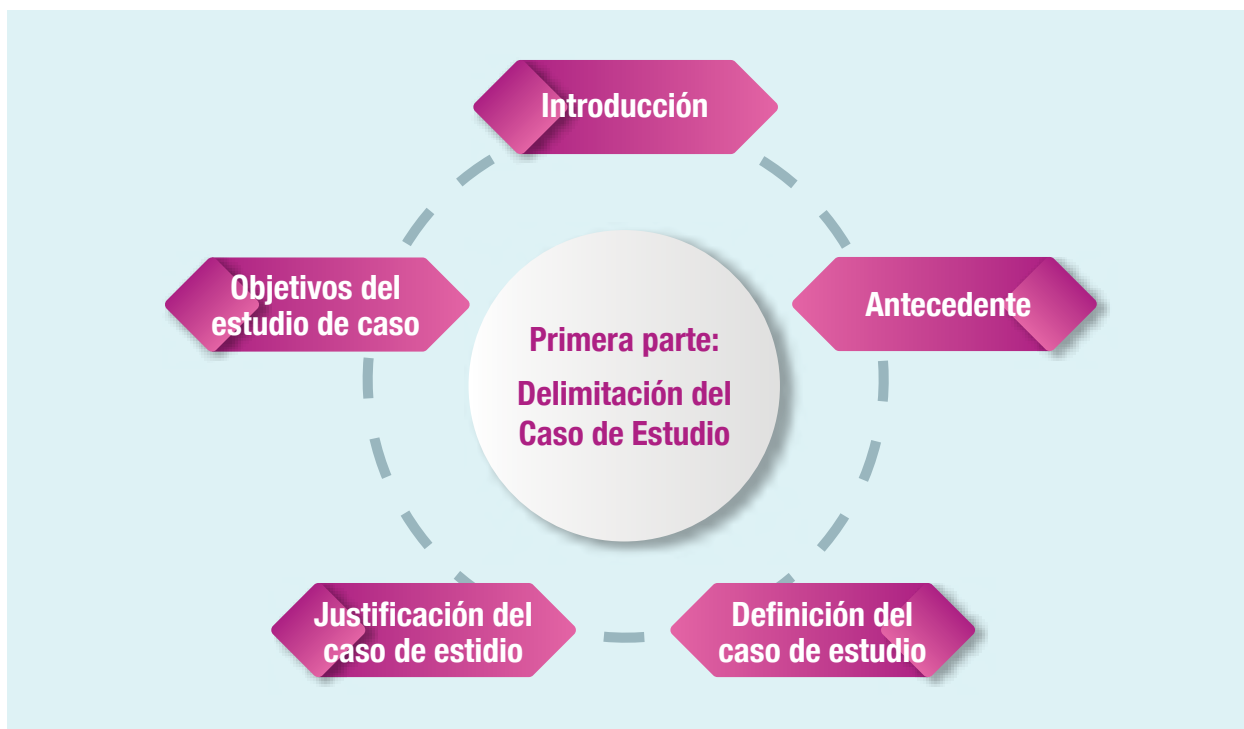 Introducción
Objetivos del
estudio de caso
Antecedente
Primera parte:
Delimitación del
Caso de Estudio
Justificación del
caso de estidio
Definición del
caso de estudio